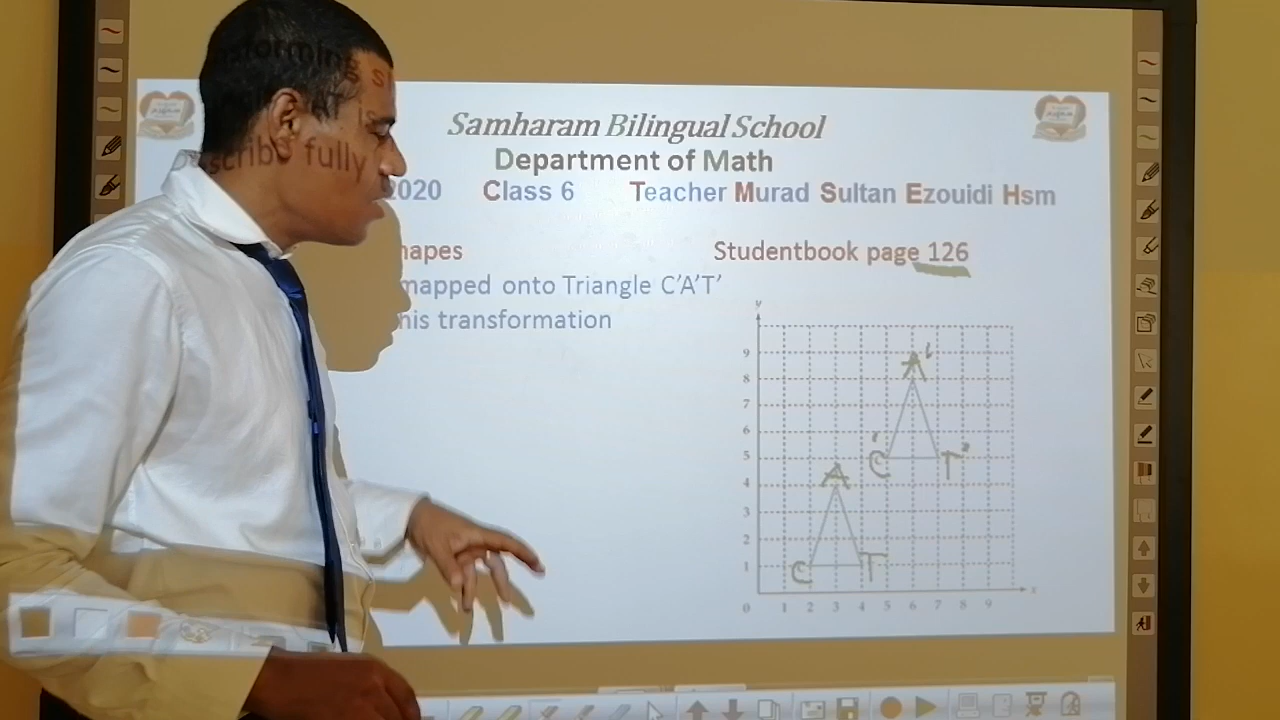 Samharam Bilingual School
Department of Math
2020 Class 6 Teacher Murad Sultan Ezouidi Hsm
Studentbook page 126
mapped onto Triangle C'A'T'
transformation
fully
y
9
8
7
6
5
4
3
2
1
0 1 2 3 4 5 6 7 8 9 x
A'
C' T'
A
C T